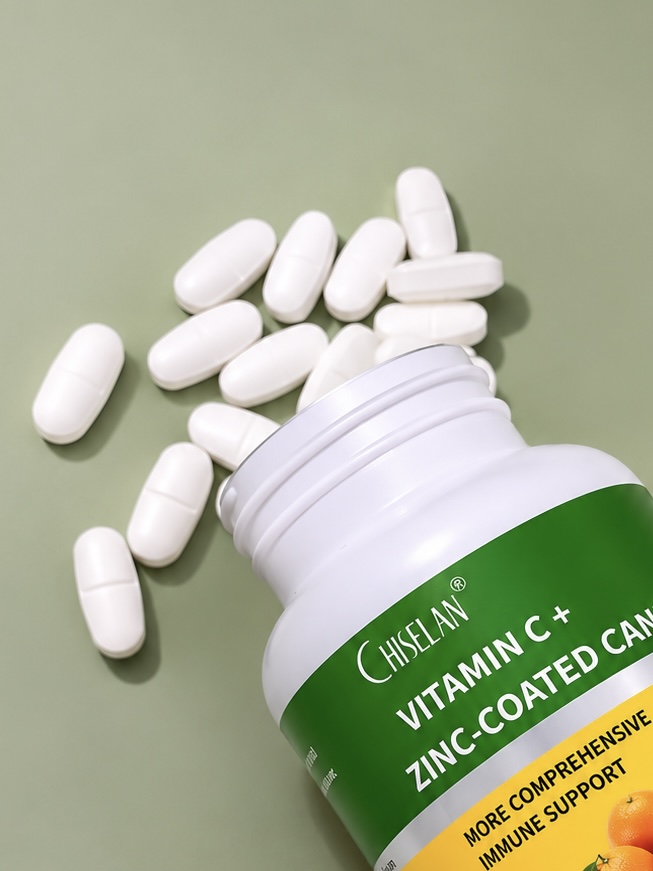 CHISELAN®
VITAMIN C +
ZINC-COATED CAN
MORE COMPREHENSIVE
IMMUNE SUPPORT